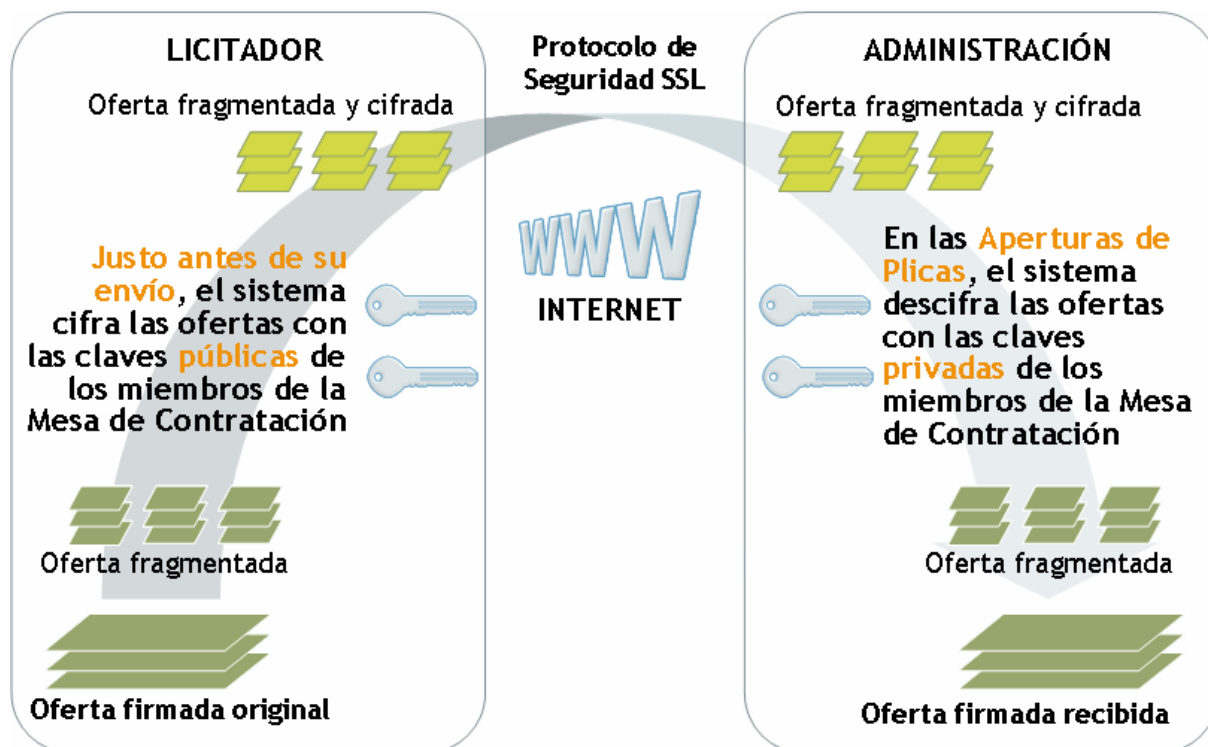 LICITADOR
Oferta fragmentada y cifrada
Justo antes de su
envío, el sistema
cifra las ofertas con
las claves públicas de
los miembros de la
Mesa de Contratación
Oferta fragmentada
Oferta firmada original
Protocolo de
Seguridad SSL
WWW
INTERNET
ADMINISTRACIÓN
Oferta fragmentada y cifrada
En las Aperturas de
Plicas, el sistema
descifra las ofertas
con las claves
privadas de los
miembros de la Mesa
de Contratación
Oferta fragmentada
Oferta firmada recibida